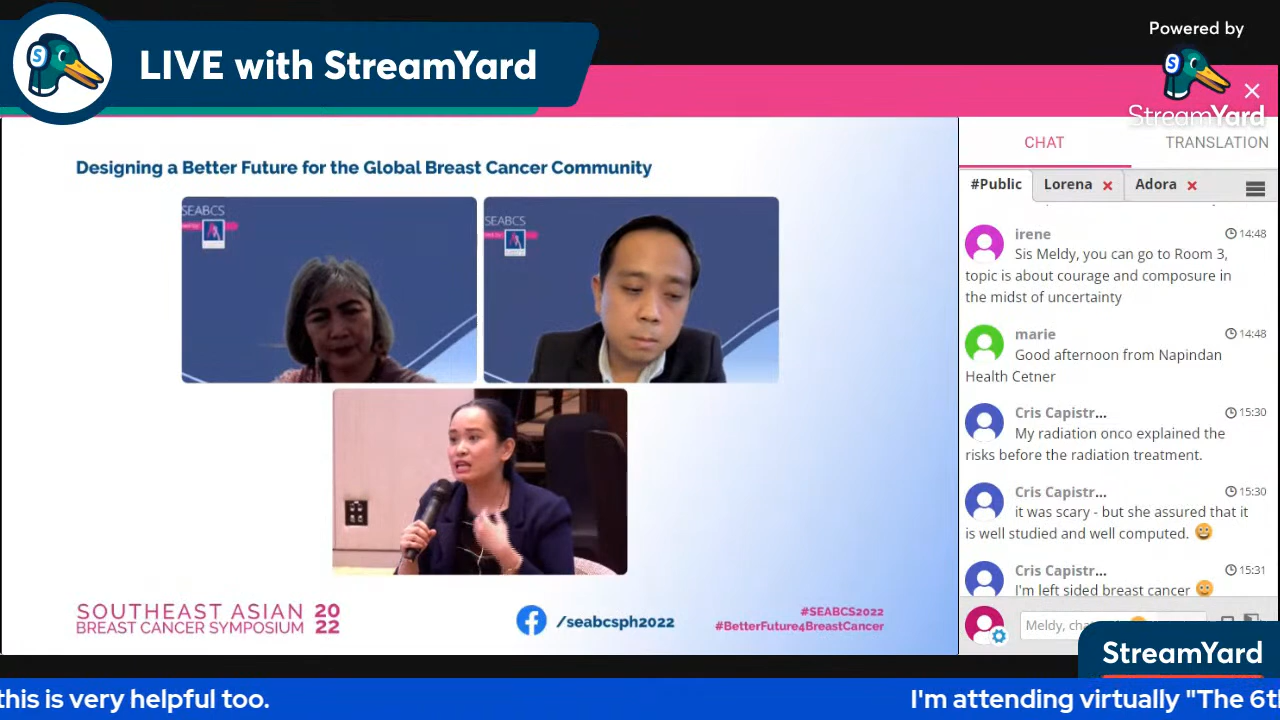 LIVE with StreamYard
Powered by
StreamYard
CHAT
TRANSLATION
#Public
Lorena
Adora
Designing a Better Future for the Global Breast Cancer Community
SEABCS
SEABCS
irene
14:48
Sis Meldy, you can go to Room 3,
topic is about courage and composure in
the midst of uncertainty
marie
14:48
Good afternoon from Napindan
Health Cetner
Cris Capistr...
15:30
My radiation onco explained the
risks before the radiation treatment.
Cris Capistr...
15:30
it was scary - but she assured that it
is well studied and well computed.
Cris Capistr...
15:31
I'm left sided breast cancer
SOUTHEAST ASIAN
BREAST CANCER SYMPOSIUM
20
22
/seabcsph2022
#SEABCS2022
#BetterFuture4BreastCancer
StreamYard
this is very helpful too.
I'm attending virtually "The 6t